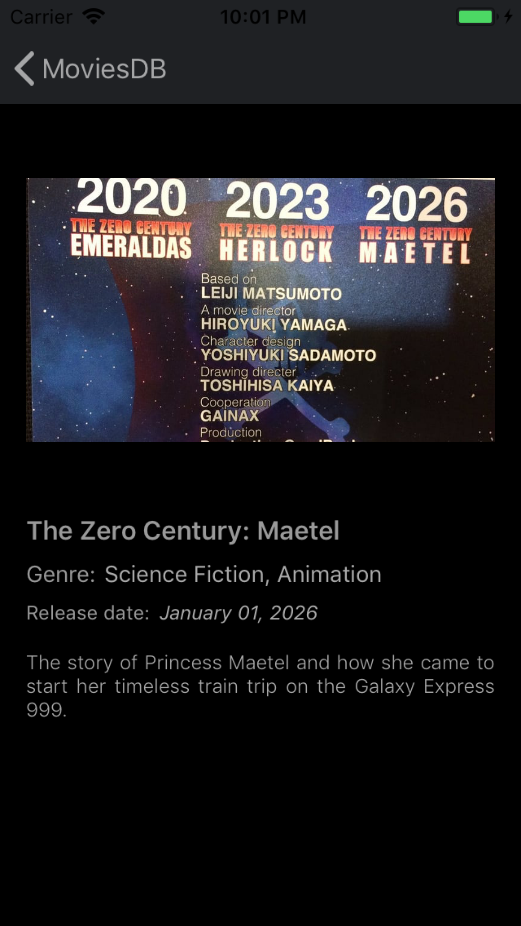 Carrier 10:01 PM
MoviesDB
2020 2023 2026
THE ZERO CENTURY THE ZERO CENTURY THE ZERO CENTURY
EMERALDAS HERLOCK MAETEL
Based on
LEIJI MATSUMOTO
A movie director
HIROYUKI YAMAGA
Character design
YOSHIYUKI SADAMOTO
Drawing directer
TOSHIHISA KAIYA
Cooperation
GAINAX
Production
The Zero Century: Maetel
Genre: Science Fiction, Animation
Release date: January 01, 2026
The story of Princess Maetel and how she came to
start her timeless train trip on the Galaxy Express
999.